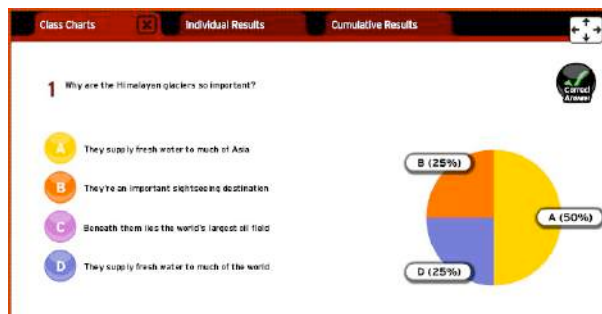 Class Charts
X
Individual Results
Cumulative Results
1 Why are the Himalayan glaciers so important?
Correct
Answer
A They supply fresh water to much of Asia
B They're an important sightseeing destination
C Beneath them lies the world's largest oil field
D They supply fresh water to much of the world
B (25%)
A (50%)
D (25%)